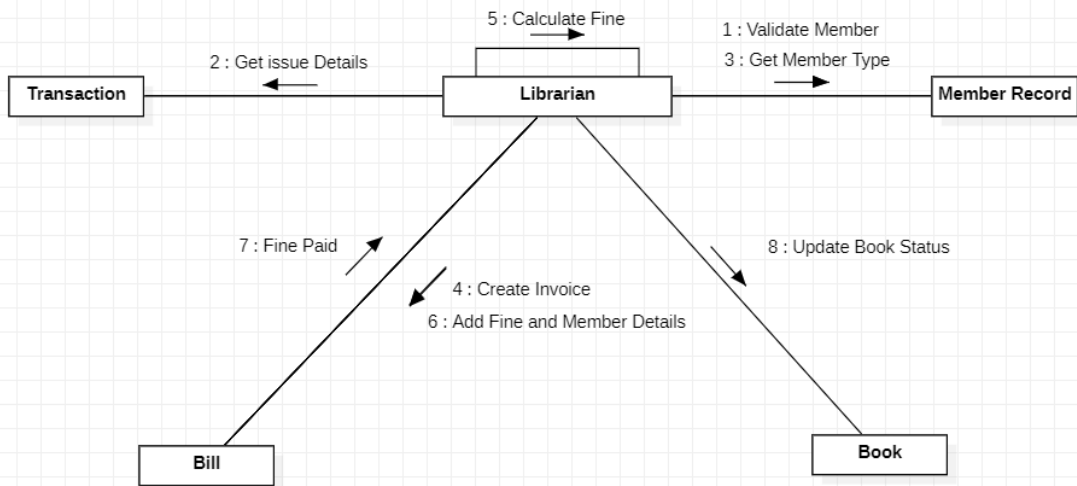 5 : Calculate Fine
1 : Validate Member
3 : Get Member Type
2 : Get issue Details
Transaction
Librarian
Member Record
7 : Fine Paid
8 : Update Book Status
4 : Create Invoice
6 : Add Fine and Member Details
Bill
Book